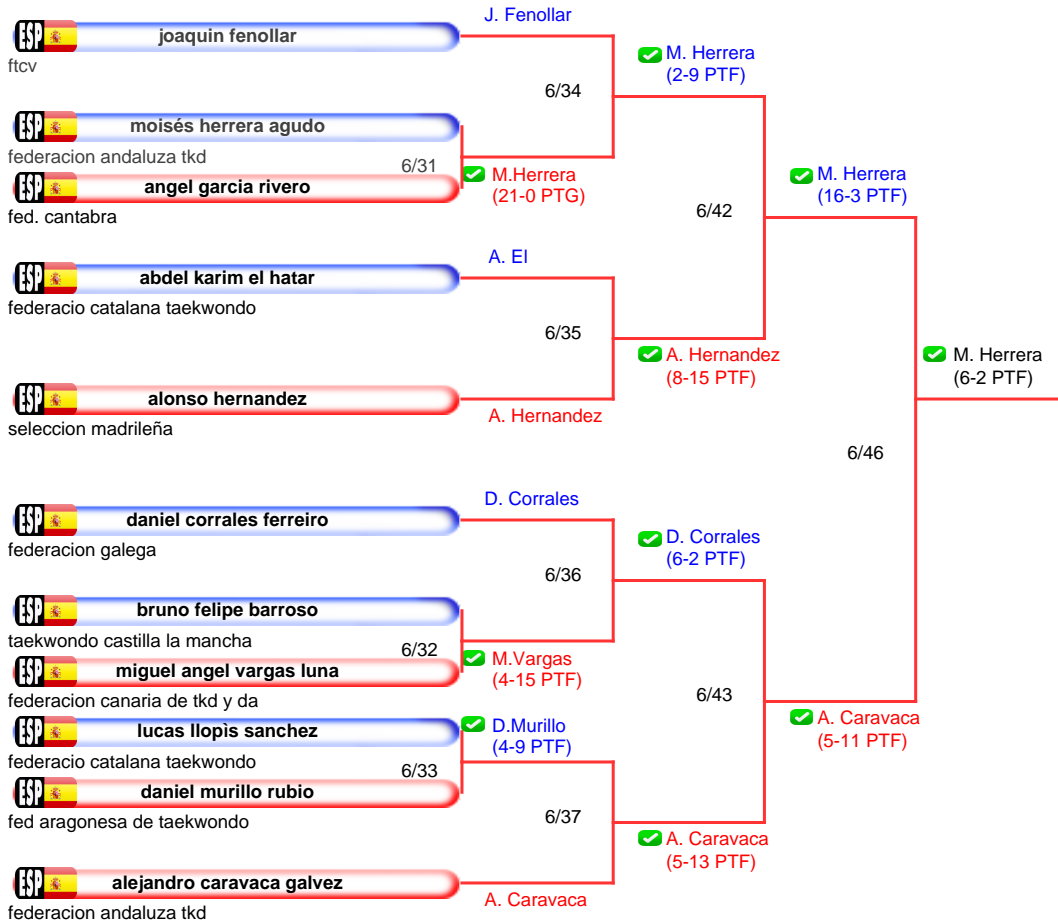 J. Fenollar
ESP joaquin fenollar
ftcv
M. Herrera
(2-9 PTF)
6/34
ESP moisés herrera agudo
federacion andaluza tkd
6/31
M.Herrera
(21-0 PTG)
ESP angel garcia rivero
fed. cantabra
M. Herrera
(16-3 PTF)
6/42
A. El
ESP abdel karim el hatar
federacio catalana taekwondo
6/35
A. Hernandez
(8-15 PTF)
M. Herrera
(6-2 PTF)
ESP alonso hernandez
A. Hernandez
seleccion madrileña
6/46
D. Corrales
ESP daniel corrales ferreiro
federacion galega
D. Corrales
(6-2 PTF)
6/36
ESP bruno felipe barroso
taekwondo castilla la mancha
6/32
M.Vargas
(4-15 PTF)
ESP miguel angel vargas luna
federacion canaria de tkd y da
6/43
ESP lucas llopìs sanchez
D.Murillo
(4-9 PTF)
A. Caravaca
(5-11 PTF)
federacio catalana taekwondo
6/33
ESP daniel murillo rubio
fed aragonesa de taekwondo
6/37
A. Caravaca
(5-13 PTF)
ESP alejandro caravaca galvez
A. Caravaca
federacion andaluza tkd